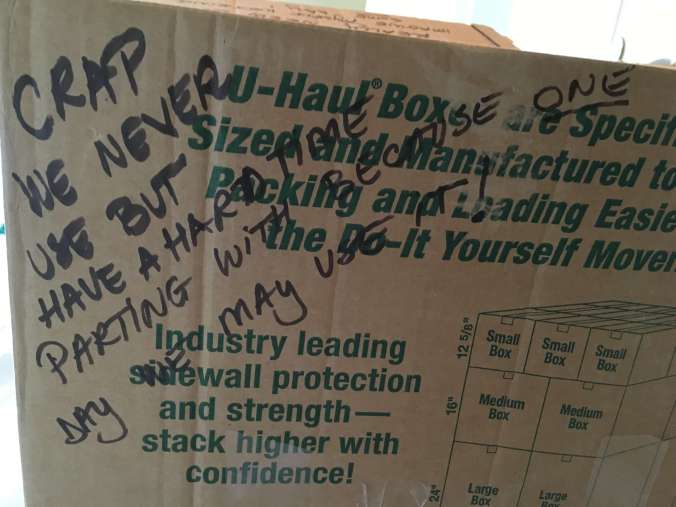 CRAP
WE NEVER
USE BUT
HAVE A HARD TIME
PARTING WITH BECAUSE ONE
DAY WE MAY USE IT!
U-Haul® Boxes are Specif
Sized and Manufactured to
Packing and Loading Easie
the Do-It Yourself Mover
Industry leading
sidewall protection
and strength—
stack higher with
confidence!
12 5/8"
Small Box
Small Box
Small Box
16"
Medium Box
Medium Box
24"
Large Box
Large Box